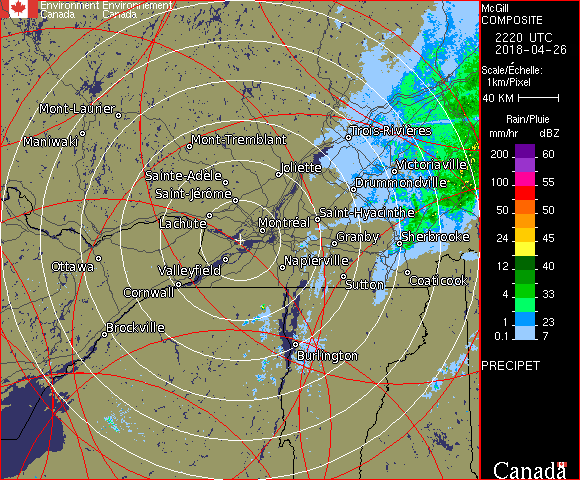 Environment Environnement
Canada Canada
McGill
COMPOSITE
2220 UTC
2018-04-26
Scale/Échelle:
1km/Pixel
40 KM
Rain/Pluie
mm/hr dBZ
200 60
100 55
50 50
24 45
12 40
4 33
1 23
0.1 7
PRECIPET
Canada
Mont-Laurier
Maniwaki
Mont-Tremblant
Trois-Rivières
Sainte-Adèle
Joliette
Victoriaville
Saint-Jérôme
Drummondville
Lachute
Montréal
Saint-Hyacinthe
Granby
Sherbrooke
Ottawa
Valleyfield
Napierville
Cornwall
Sutton
Coaticook
Brockville
Burlington